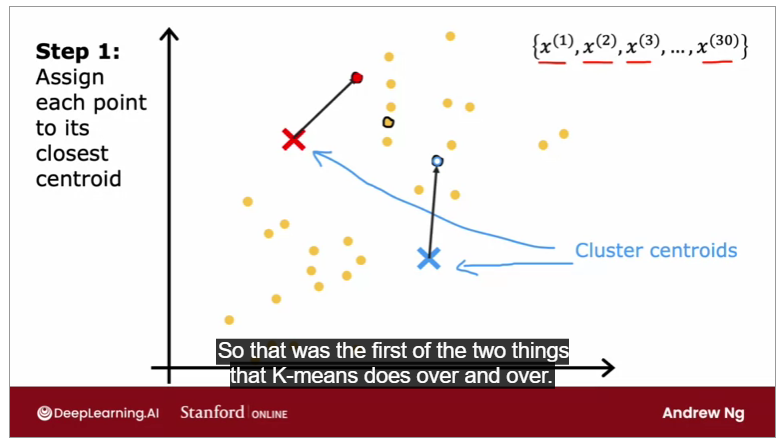 Step 1:
Assign
each point
to its
closest
centroid
{x^(1), x^(2), x^(3), ..., x^(30)}
Cluster centroids
So that was the first of the two things
that K-means does over and over.
DeepLearning.AI
Stanford | ONLINE
Andrew Ng